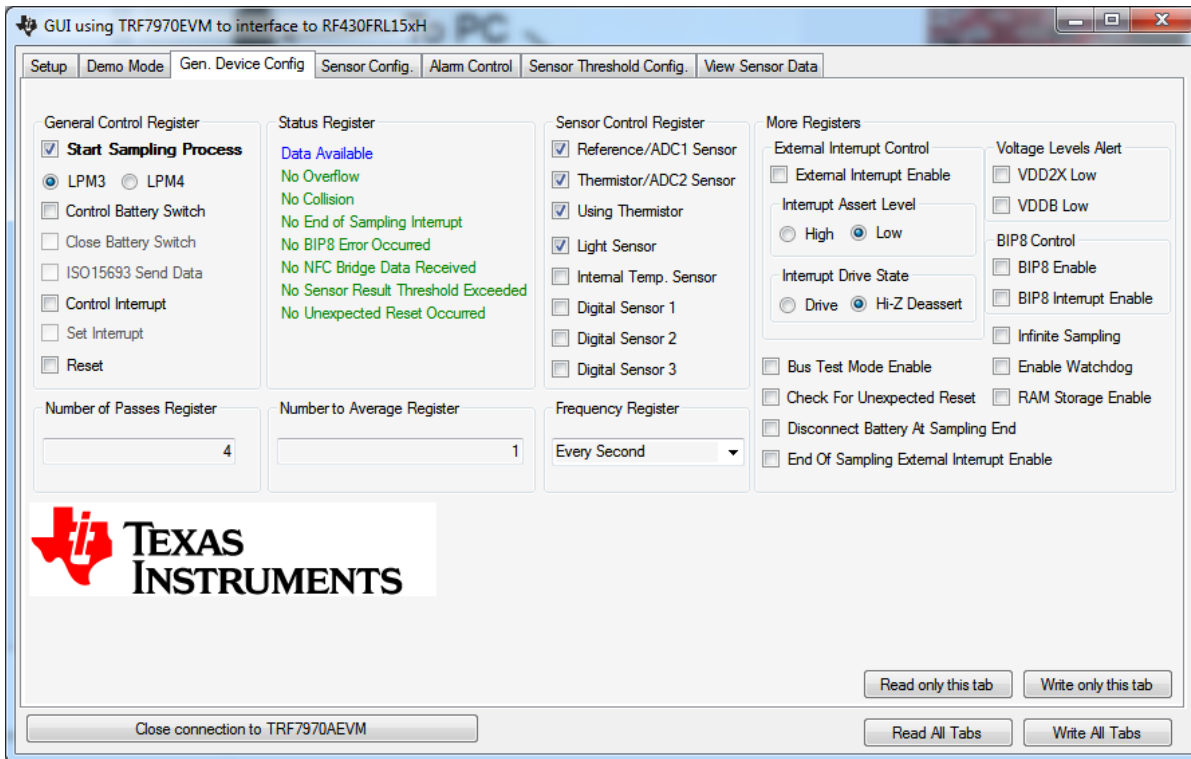 GUI using TRF7970EVM to interface to RF430FRL15xH
To PC
Setup Demo Mode Gen. Device Config Sensor Config. Alarm Control Sensor Threshold Config. View Sensor Data
General Control Register
Start Sampling Process
LPM3 LPM4
Control Battery Switch
Close Battery Switch
ISO15693 Send Data
Control Interrupt
Set Interrupt
Reset
Status Register
Data Available
No Overflow
No Collision
No End of Sampling Interrupt
No BIP8 Error Occurred
No NFC Bridge Data Received
No Sensor Result Threshold Exceeded
No Unexpected Reset Occurred
Sensor Control Register
Reference/ADC1 Sensor
Thermistor/ADC2 Sensor
Using Thermistor
Light Sensor
Internal Temp. Sensor
Digital Sensor 1
Digital Sensor 2
Digital Sensor 3
More Registers
External Interrupt Control
External Interrupt Enable
Interrupt Assert Level
High Low
Interrupt Drive State
Drive Hi-Z Deassert
Voltage Levels Alert
VDD2X Low
VDDB Low
BIP8 Control
BIP8 Enable
BIP8 Interrupt Enable
Infinite Sampling
Bus Test Mode Enable Enable Watchdog
Check For Unexpected Reset RAM Storage Enable
Disconnect Battery At Sampling End
End Of Sampling External Interrupt Enable
Number of Passes Register
4
Number to Average Register
1
Frequency Register
Every Second
TEXAS
INSTRUMENTS
Read only this tab Write only this tab
Close connection to TRF7970AEVM Read All Tabs Write All Tabs